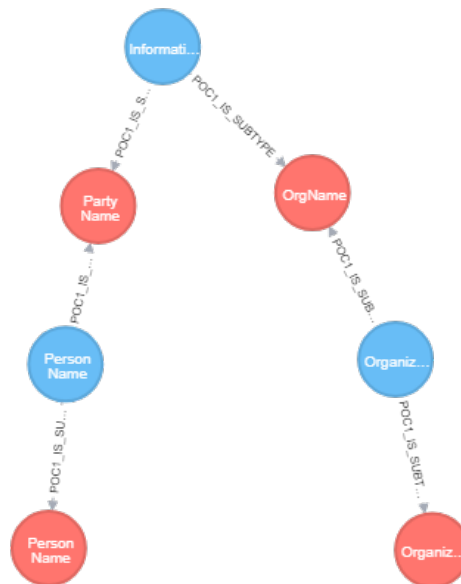 Informati...
POC1_IS_S...
POC1_IS_SUBTYPE
Party
Name
OrgName
POC1_IS_...
POC1_IS_SUB...
Person
Name
Organiz...
POC1_IS_SU...
POC1_IS_SUBT...
Person
Name
Organiz...